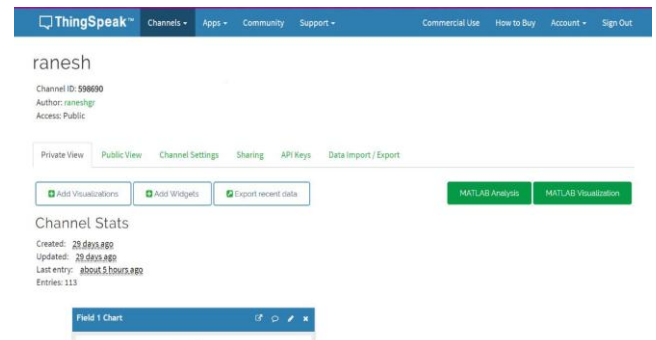 ThingSpeak™ Channels Apps Community Support Commercial Use How to Buy Account Sign Out
ranesh
Channel ID: 598690
Author: raneshgr
Access: Public
Private View Public View Channel Settings Sharing API Keys Data Import / Export
Add Visualizations Add Widgets Export recent data MATLAB Analysis MATLAB Visualization
Channel Stats
Created: 29 days ago
Updated: 29 days ago
Last entry: about 5 hours ago
Entries: 113
Field 1 Chart